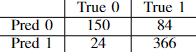 True 0 True 1
Pred 0 150 84
Pred 1 24 366